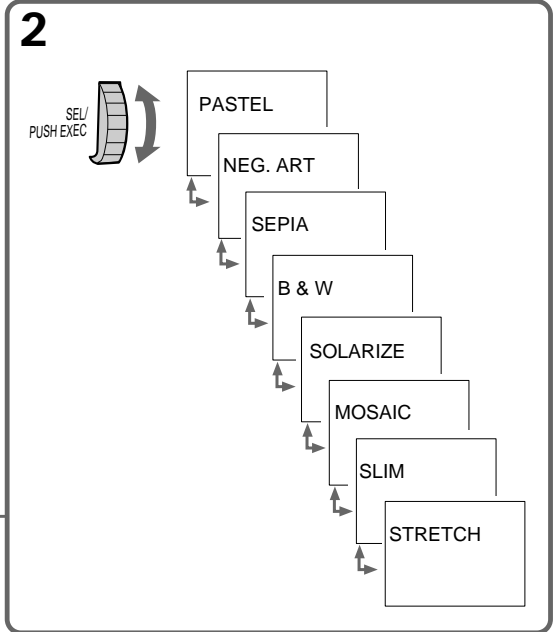 2
SEL/
PUSH EXEC
PASTEL
NEG. ART
SEPIA
B & W
SOLARIZE
MOSAIC
SLIM
STRETCH